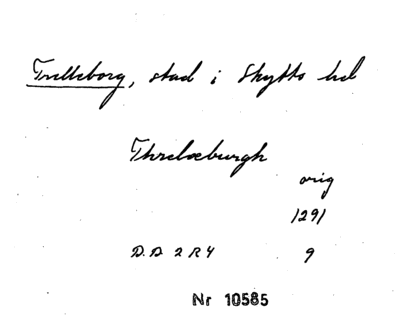 Trelleborg, stad i Skytts hd
Threlæburgh
orig
1291
D.D 2 R 4 9
Nr 10585